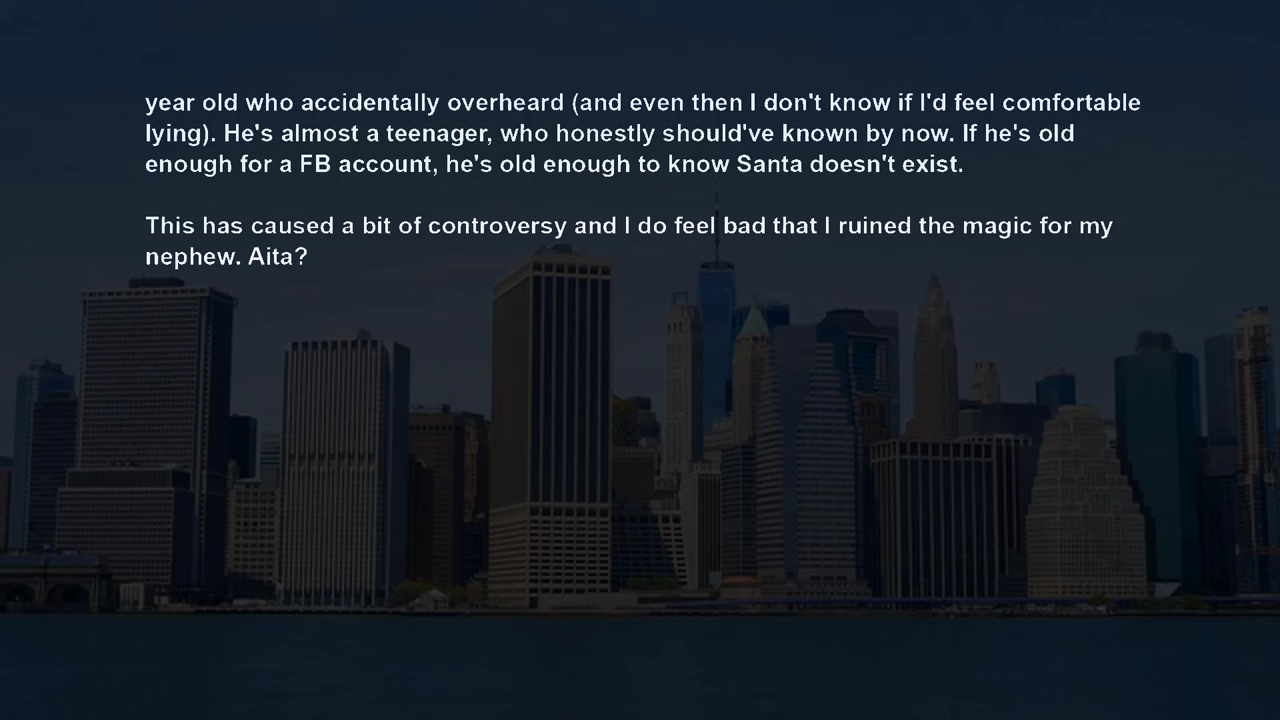 year old who accidentally overheard (and even then I don't know if I'd feel comfortable
lying). He's almost a teenager, who honestly should've known by now. If he's old
enough for a FB account, he's old enough to know Santa doesn't exist.
This has caused a bit of controversy and I do feel bad that I ruined the magic for my
nephew. Aita?